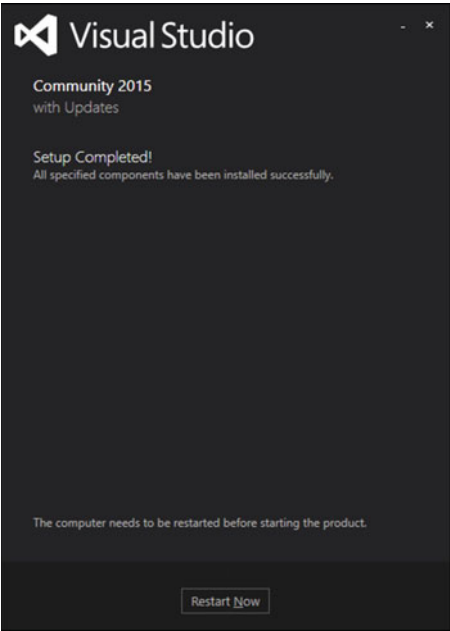 Visual Studio
Community 2015
with Updates
Setup Completed!
All specified components have been installed successfully.
The computer needs to be restarted before starting the product.
Restart Now